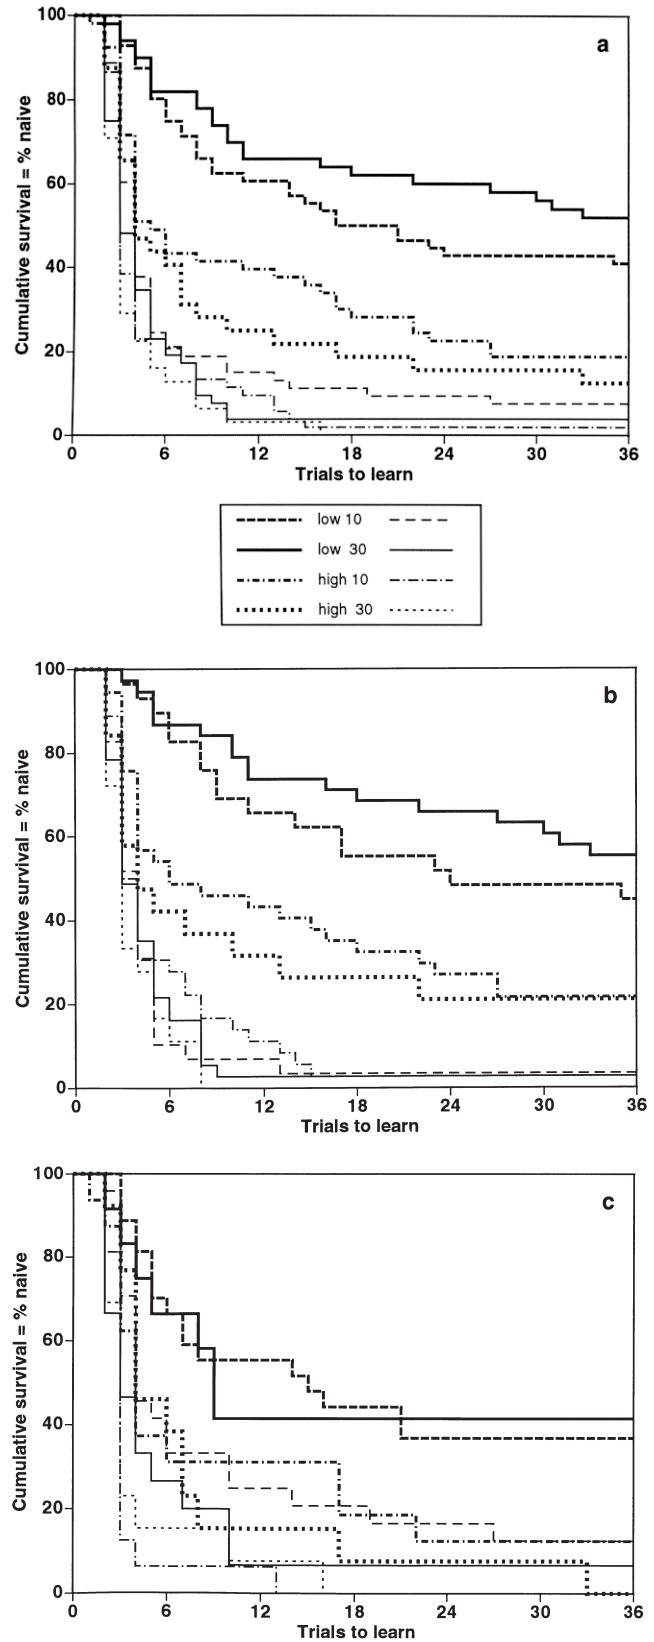 a
Cumulative survival = % naive
100
80
60
40
20
0
0 6 12 18 24 30 36
Trials to learn
low 10
low 30
high 10
high 30
b
Cumulative survival = % naive
100
80
60
40
20
0
0 6 12 18 24 30 36
Trials to learn
c
Cumulative survival = % naive
100
80
60
40
20
0
0 6 12 18 24 30 36
Trials to learn